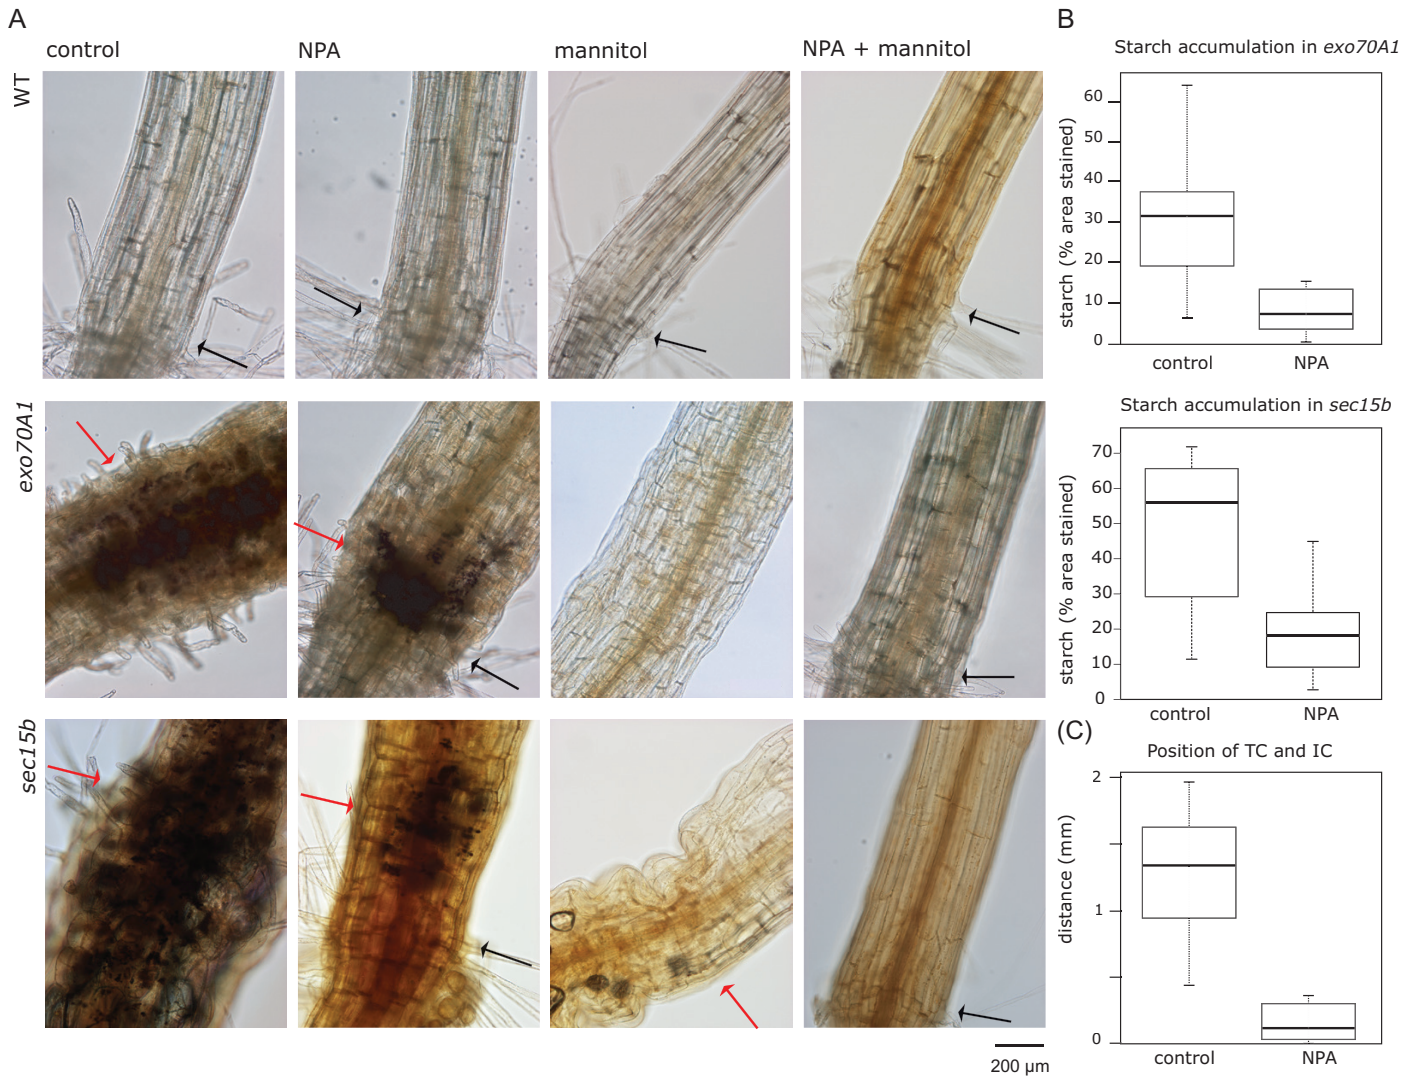 A
control
NPA
mannitol
NPA + mannitol
WT
exo70A1
sec15b
200 µm
B
Starch accumulation in exo70A1
starch (% area stained)
60
50
40
30
20
10
0
control
NPA
Starch accumulation in sec15b
starch (% area stained)
70
60
50
40
30
20
10
0
control
NPA
(C)
Position of TC and IC
distance (mm)
2
1
0
control
NPA